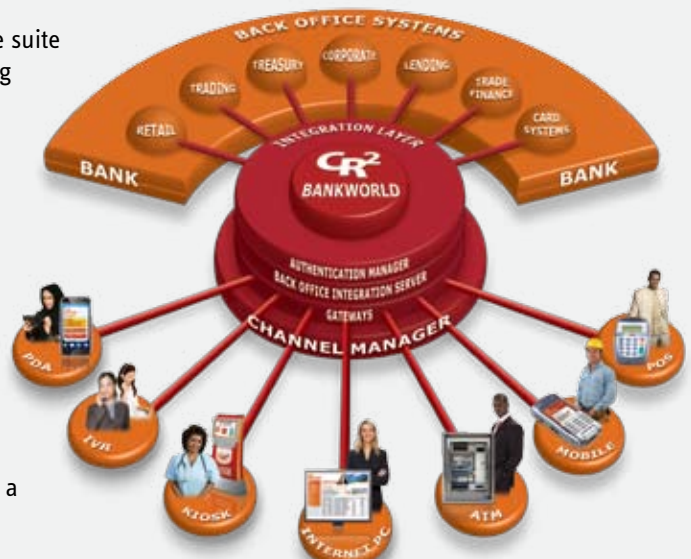 e suite
g
BACK OFFICE SYSTEMS
RETAIL
TRADING
TREASURY
CORPORATE
LENDING
TRADE
FINANCE
CARD
SYSTEMS
BANK
BANK
INTEGRATION LAYER
CR2
BANKWORLD
AUTHENTICATION MANAGER
BACK OFFICE INTEGRATION SERVER
GATEWAYS
CHANNEL MANAGER
PDA
IVR
KIOSK
INTERNET PC
ATM
MOBILE
POS
a